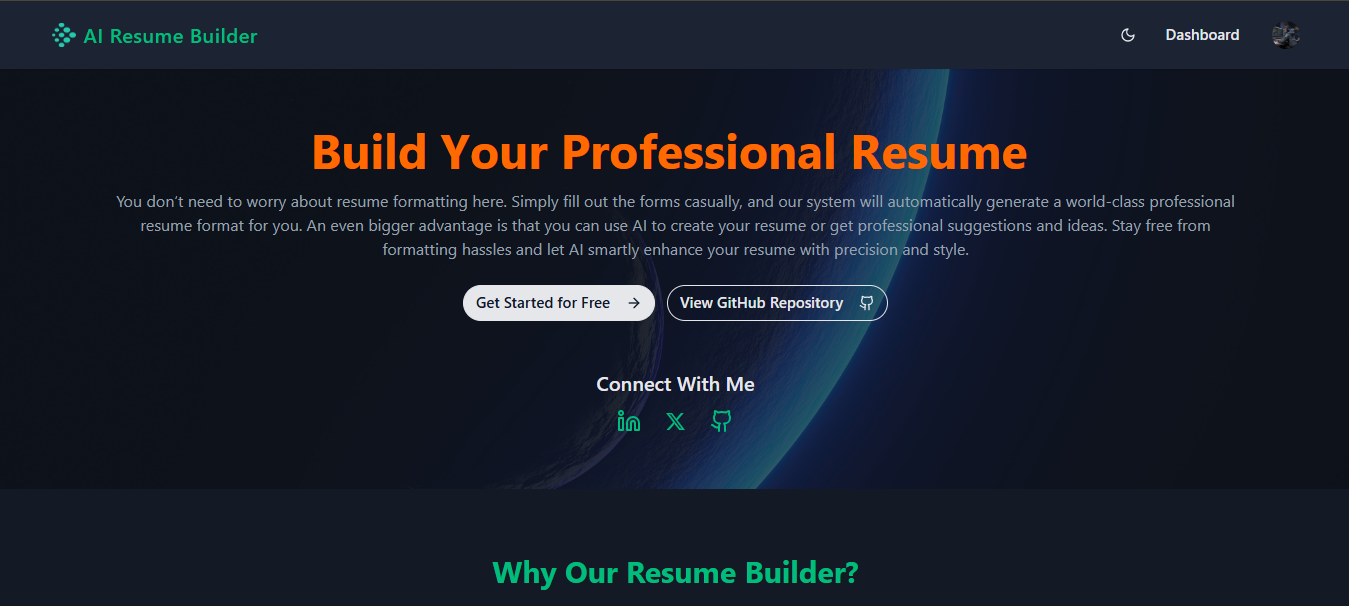 AI Resume Builder
Dashboard
Build Your Professional Resume
You don’t need to worry about resume formatting here. Simply fill out the forms casually, and our system will automatically generate a world-class professional
resume format for you. An even bigger advantage is that you can use AI to create your resume or get professional suggestions and ideas. Stay free from
formatting hassles and let AI smartly enhance your resume with precision and style.
Get Started for Free
View GitHub Repository
Connect With Me
Why Our Resume Builder?